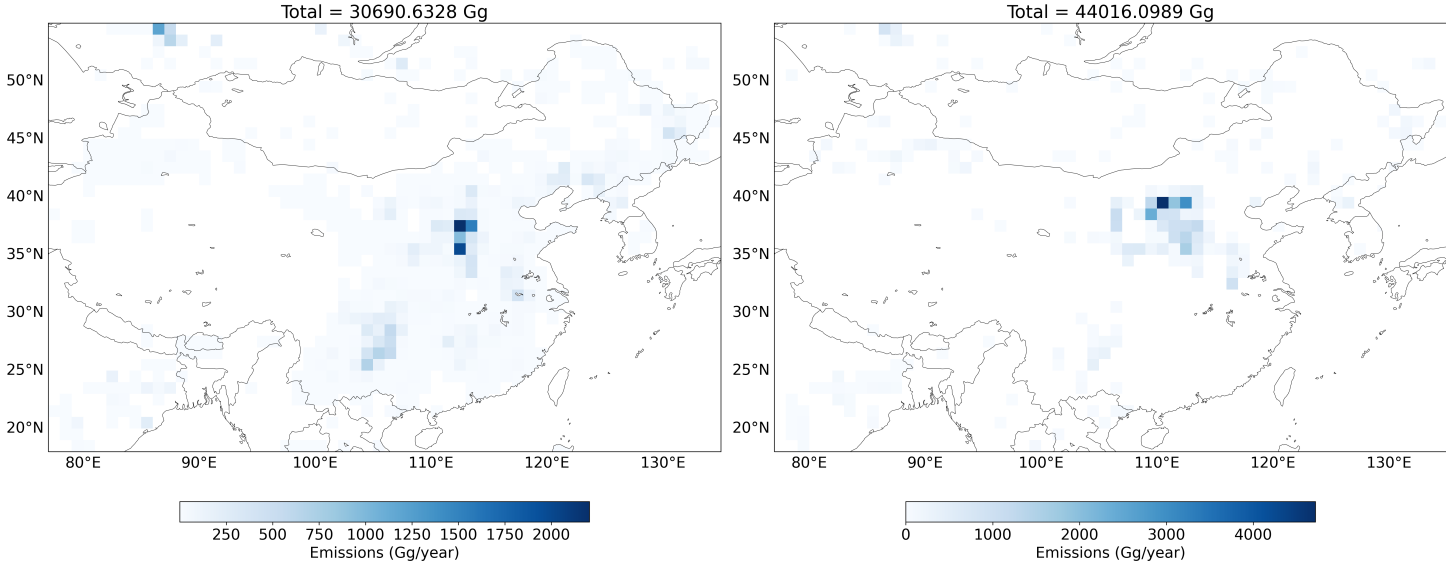 Total = 30690.6328 Gg
50°N
45°N
40°N
35°N
30°N
25°N
20°N
80°E 90°E 100°E 110°E 120°E 130°E
250 500 750 1000 1250 1500 1750 2000
Emissions (Gg/year)
Total = 44016.0989 Gg
50°N
45°N
40°N
35°N
30°N
25°N
20°N
80°E 90°E 100°E 110°E 120°E 130°E
0 1000 2000 3000 4000
Emissions (Gg/year)